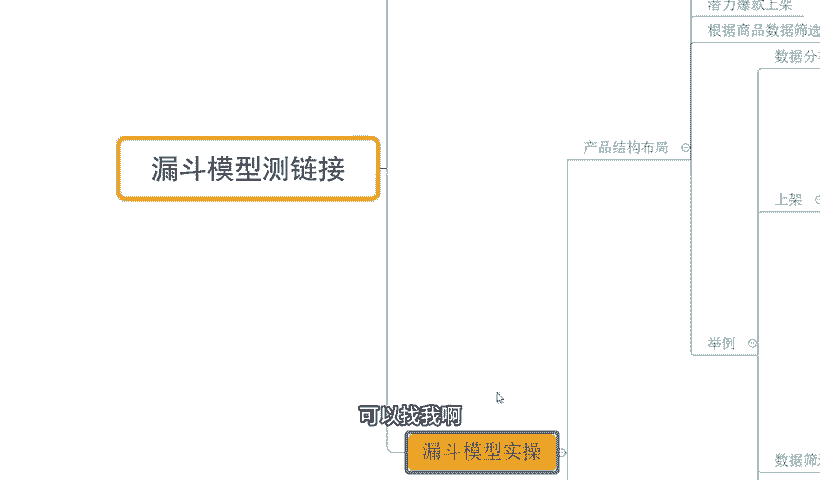 潜力爆款上架
根据商品数据筛选
数据分
漏斗模型测链接
产品结构布局
上架
举例
可以找我啊
漏斗模型实操
数据筛